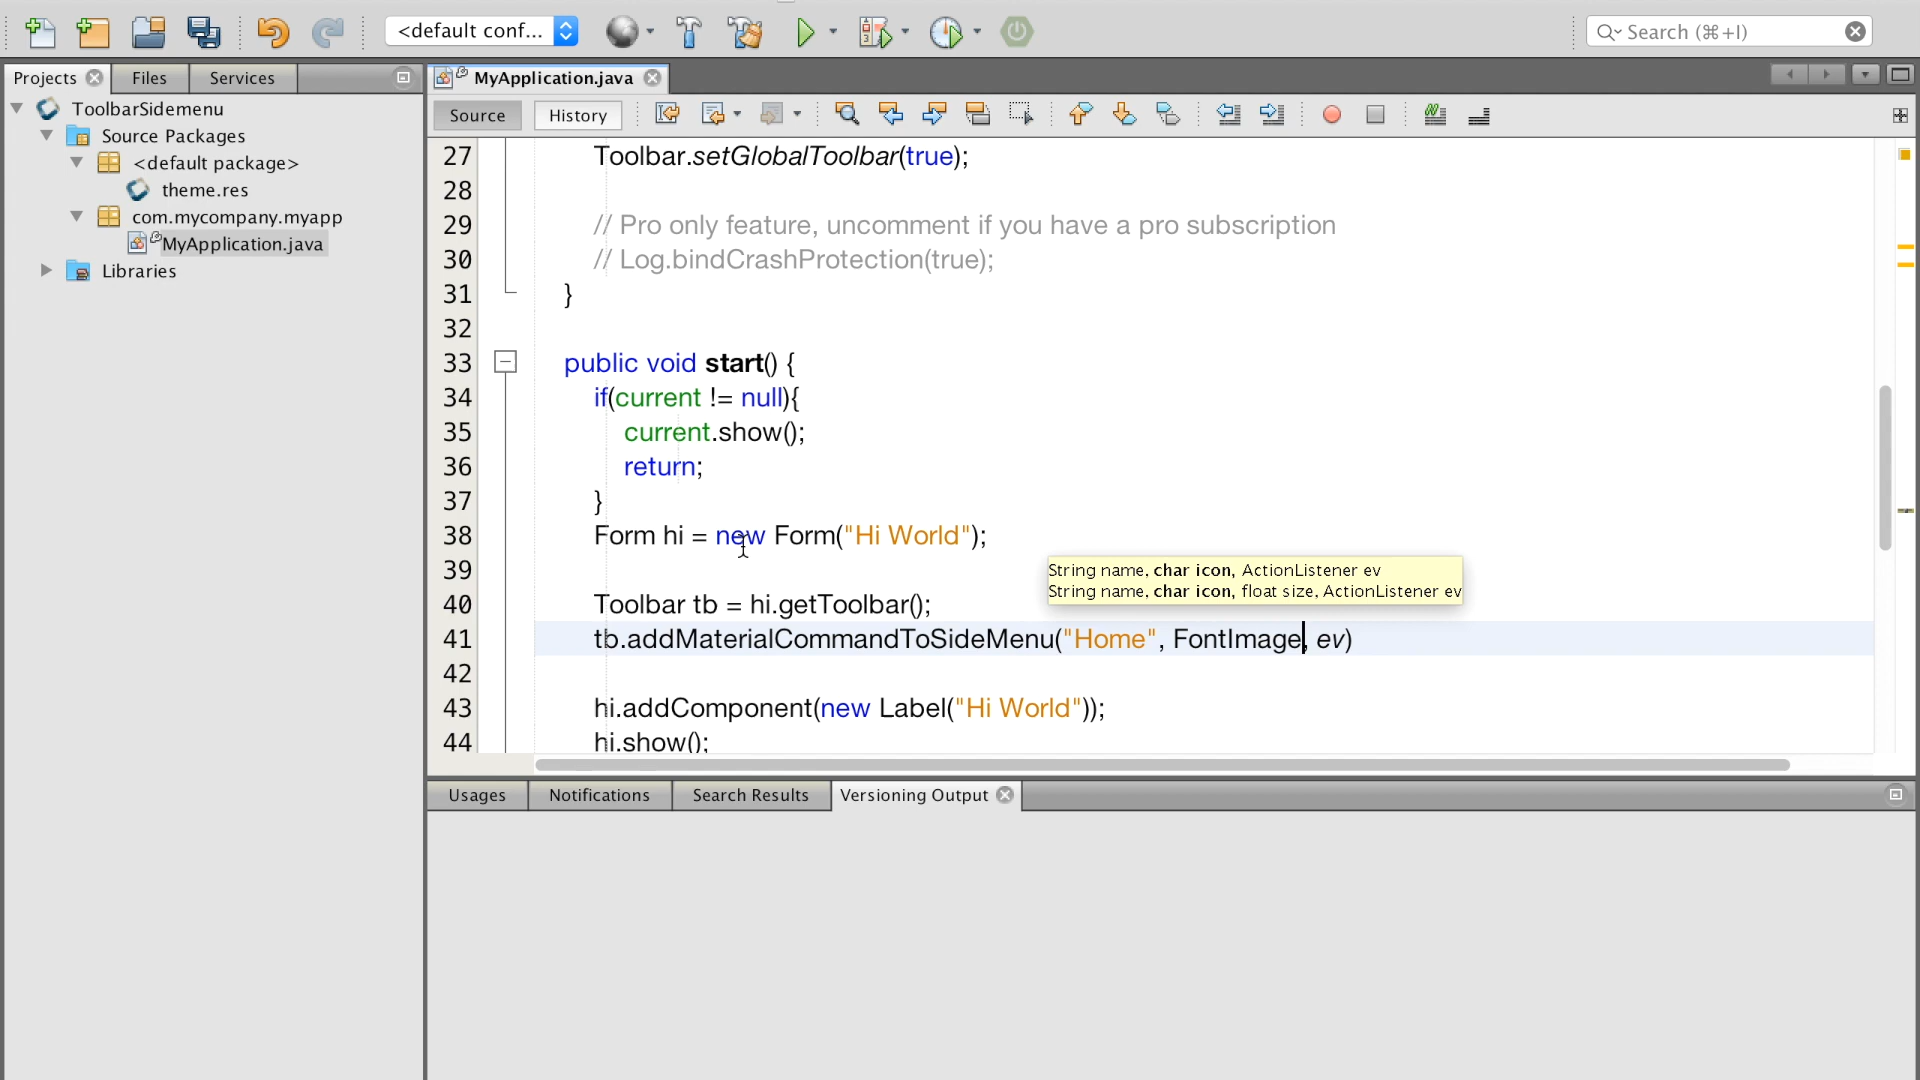 <default conf...
Search (⌘+I)
Projects
Files
Services
MyApplication.java
ToolbarSidemenu
Source Packages
<default package>
theme.res
com.mycompany.myapp
MyApplication.java
Libraries
Source
History
27 Toolbar.setGlobalToolbar(true);
28
29 // Pro only feature, uncomment if you have a pro subscription
30 // Log.bindCrashProtection(true);
31 }
32
33 public void start() {
34 if(current != null){
35 current.show();
36 return;
37 }
38 Form hi = new Form("Hi World");
39
String name, char icon, ActionListener ev
String name, char icon, float size, ActionListener ev
40 Toolbar tb = hi.getToolbar();
41 tb.addMaterialCommandToSideMenu("Home", FontImage, ev)
42
43 hi.addComponent(new Label("Hi World"));
44 hi.show();
Usages
Notifications
Search Results
Versioning Output